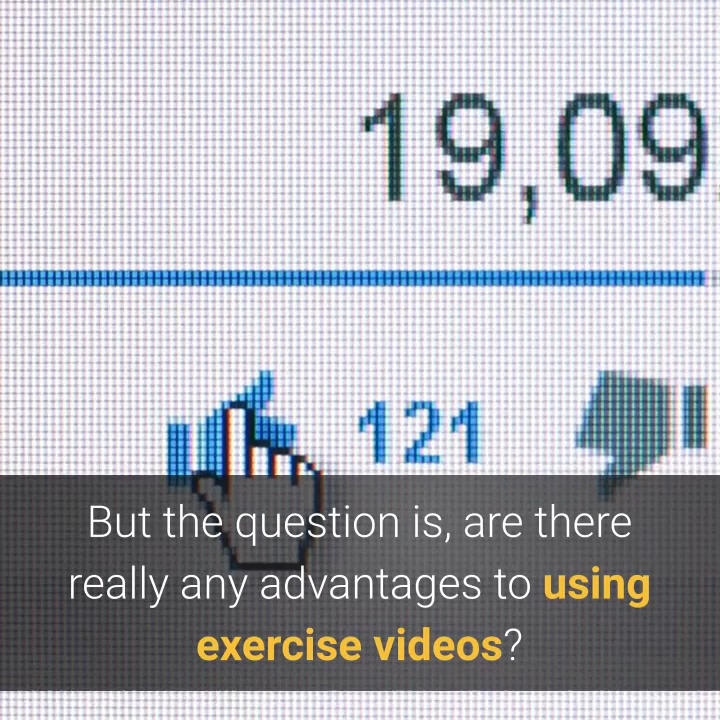 19,09
121
But the question is, are there
really any advantages to using
exercise videos?